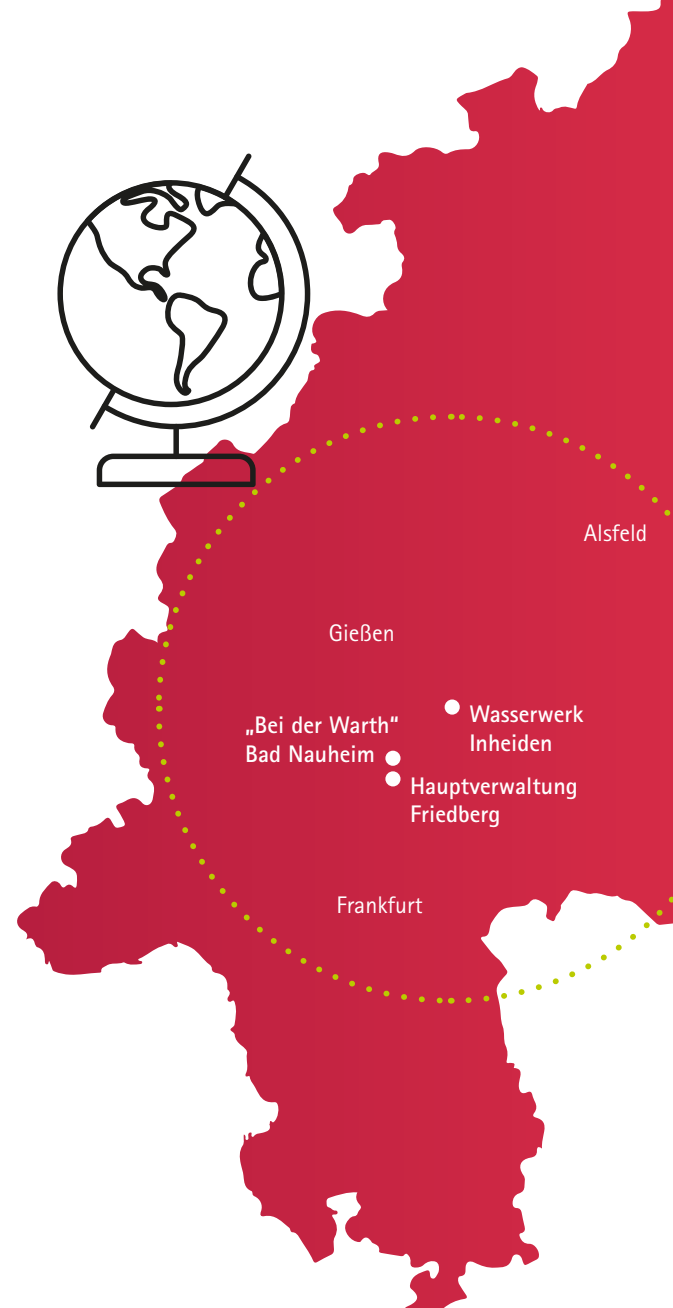 Alsfeld
Gießen
„Bei der Warth“
Bad Nauheim
Wasserwerk
Inheiden
Hauptverwaltung
Friedberg
Frankfurt